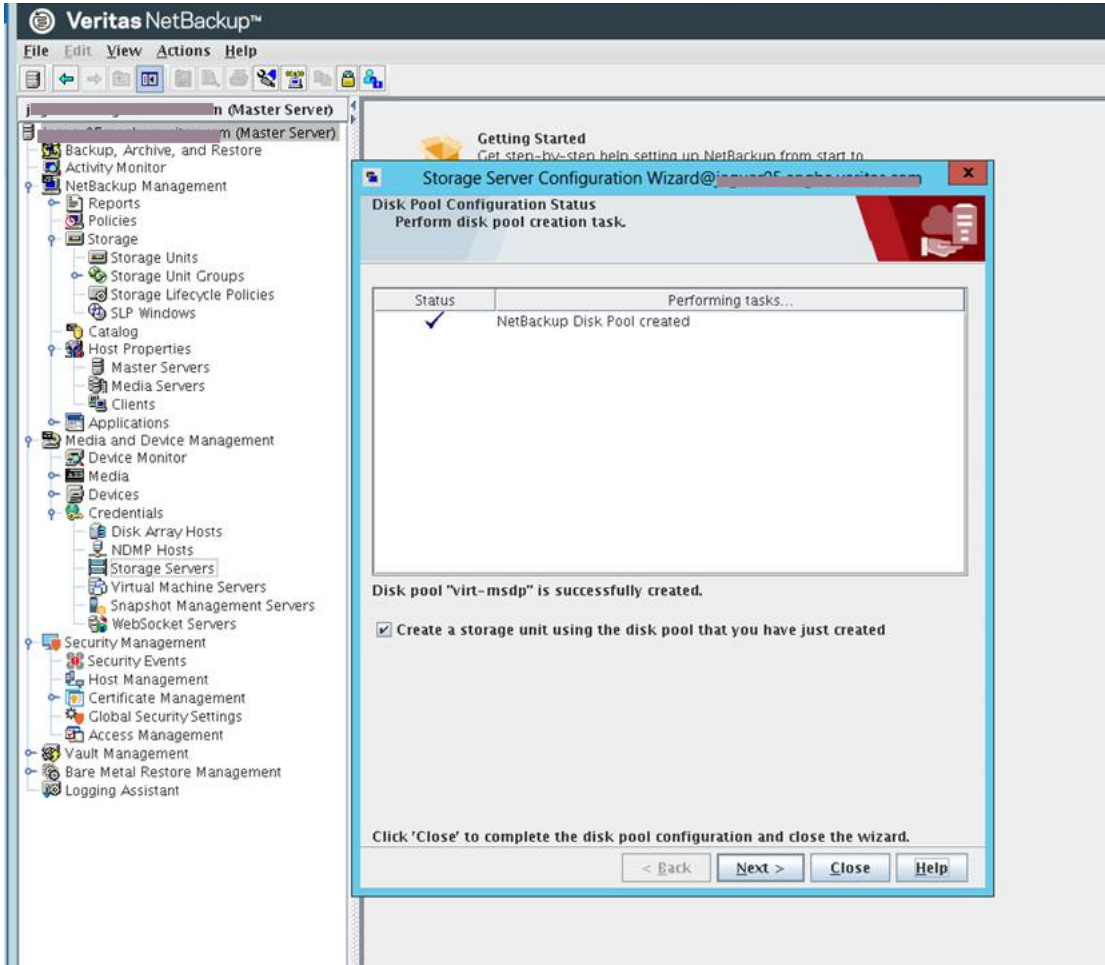 Veritas NetBackup™
File Edit View Actions Help
n (Master Server)
m (Master Server)
Backup, Archive, and Restore
Activity Monitor
NetBackup Management
Reports
Policies
Storage
Storage Units
Storage Unit Groups
Storage Lifecycle Policies
SLP Windows
Catalog
Host Properties
Master Servers
Media Servers
Clients
Applications
Media and Device Management
Device Monitor
Media
Devices
Credentials
Disk Array Hosts
NDMP Hosts
Storage Servers
Virtual Machine Servers
Snapshot Management Servers
WebSocket Servers
Security Management
Security Events
Host Management
Certificate Management
Global Security Settings
Access Management
Vault Management
Bare Metal Restore Management
Logging Assistant
Getting Started
Get step-by-step help setting up NetBackup from start to
Storage Server Configuration Wizard@
Disk Pool Configuration Status
Perform disk pool creation task.
Status Performing tasks...
NetBackup Disk Pool created
Disk pool "virt-msdp" is successfully created.
Create a storage unit using the disk pool that you have just created
Click 'Close' to complete the disk pool configuration and close the wizard.
< Back Next > Close Help